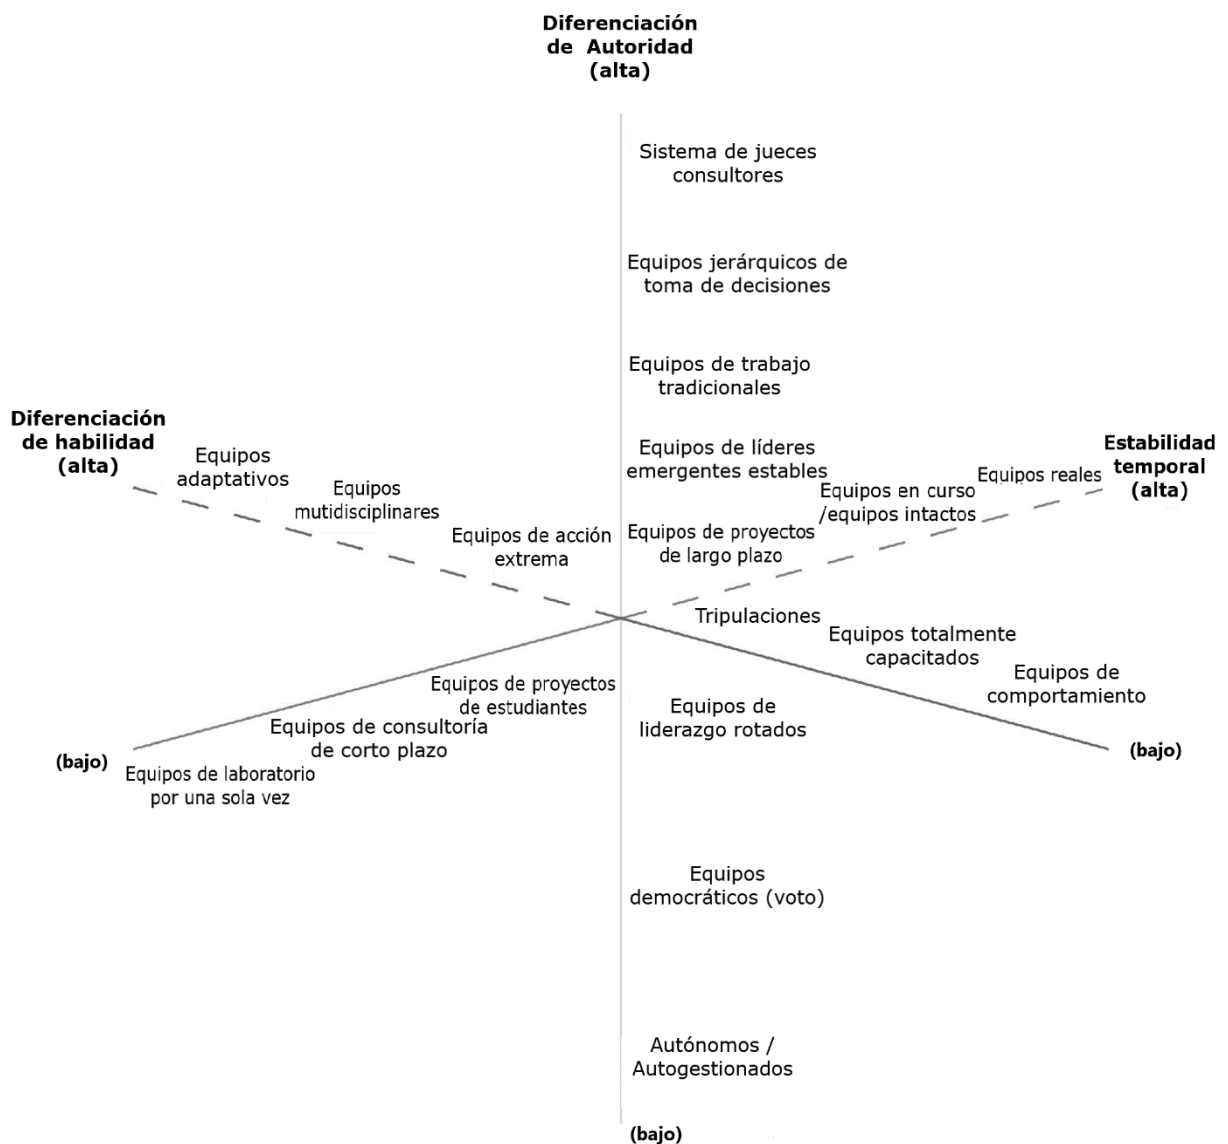 Diferenciación
de Autoridad
(alta)
Sistema de jueces
consultores
Equipos jerárquicos de
toma de decisiones
Equipos de trabajo
tradicionales
Diferenciación
de habilidad
(alta)
Equipos
adaptativos
Equipos
mutidisciplinares
Equipos de acción
extrema
Equipos de líderes
emergentes estables
Equipos de proyectos
de largo plazo
Equipos en curso
/equipos intactos
Equipos reales
Estabilidad
temporal
(alta)
Tripulaciones
Equipos totalmente
capacitados
Equipos de
comportamiento
(bajo)
Equipos de proyectos
de estudiantes
Equipos de consultoría
de corto plazo
Equipos de laboratorio
por una sola vez
(bajo)
Equipos de
liderazgo rotados
Equipos
democráticos (voto)
Autónomos /
Autogestionados
(bajo)